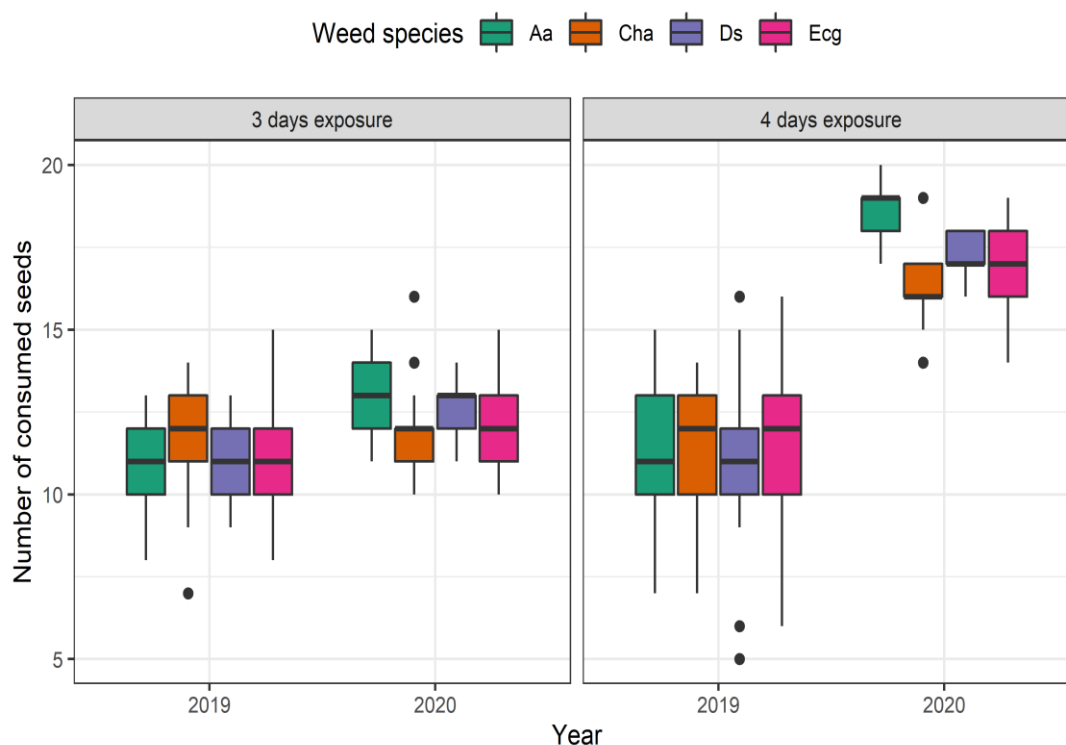 Weed species Aa Cha Ds Ecg
3 days exposure 4 days exposure
20
15
10
5
Number of consumed seeds
2019 2020 2019 2020
Year